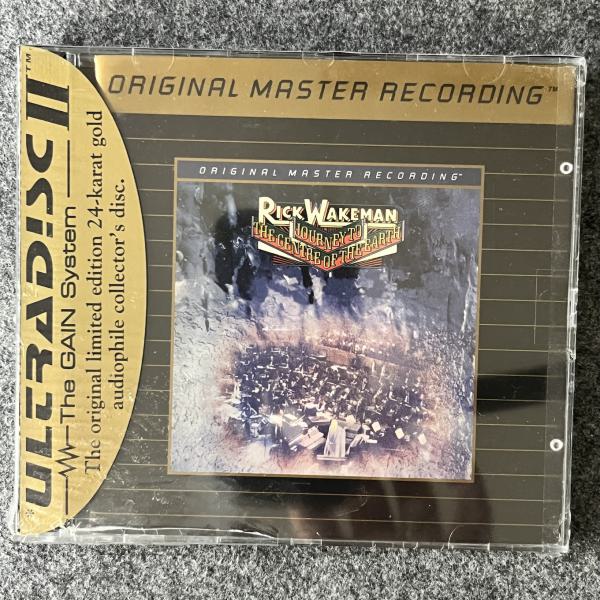 ORIGINAL MASTER RECORDING™
ULTRADISC II™
The GAIN System
The original limited edition 24-karat gold
audiophile collector's disc.
ORIGINAL MASTER RECORDING™
RICK WAKEMAN
JOURNEY TO
THE CENTRE OF THE EARTH